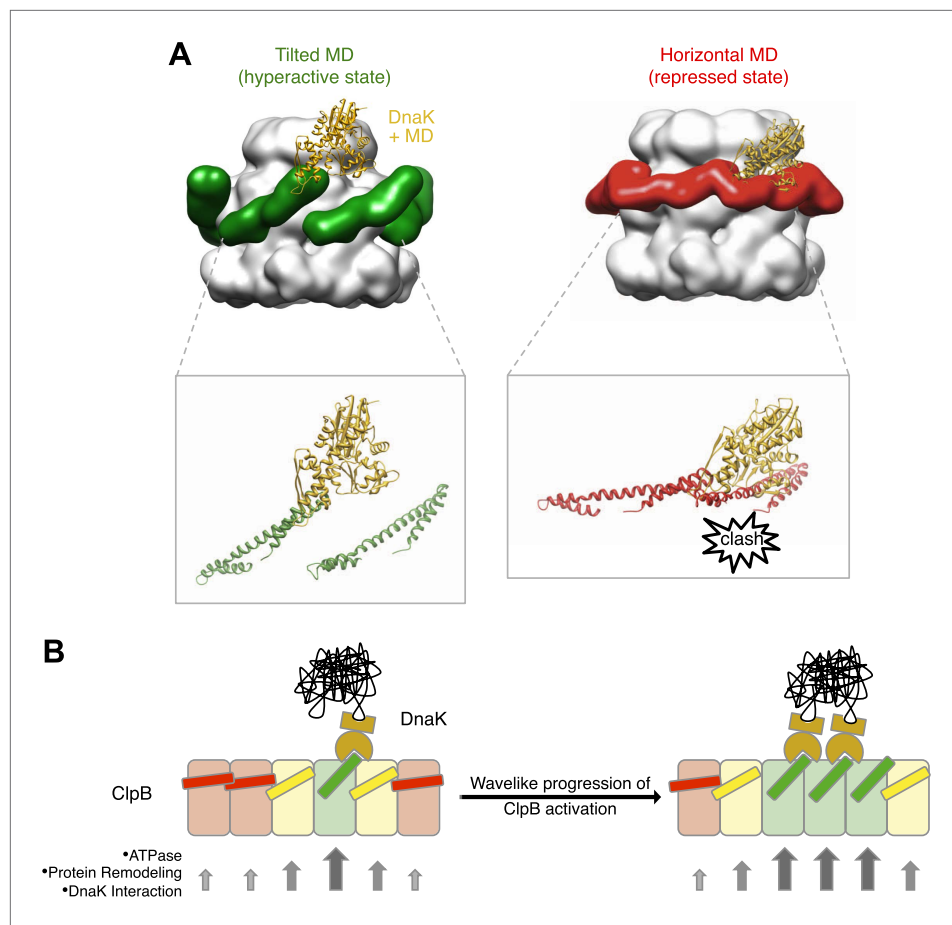 A
Tilted MD
(hyperactive state)
DnaK
+ MD
Horizontal MD
(repressed state)
clash
B
DnaK
ClpB
Wavelike progression of
ClpB activation
•ATPase
•Protein Remodeling
•DnaK Interaction